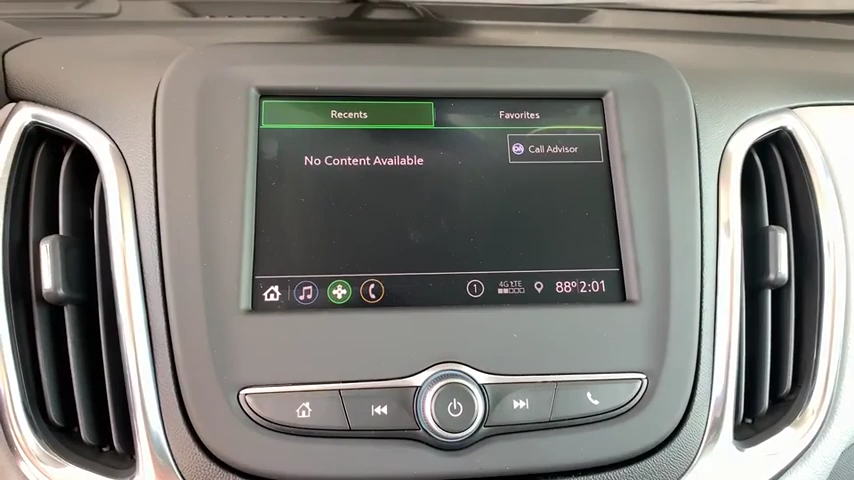 Recents Favorites
No Content Available
Call Advisor
1 4G LTE 88° 2:01